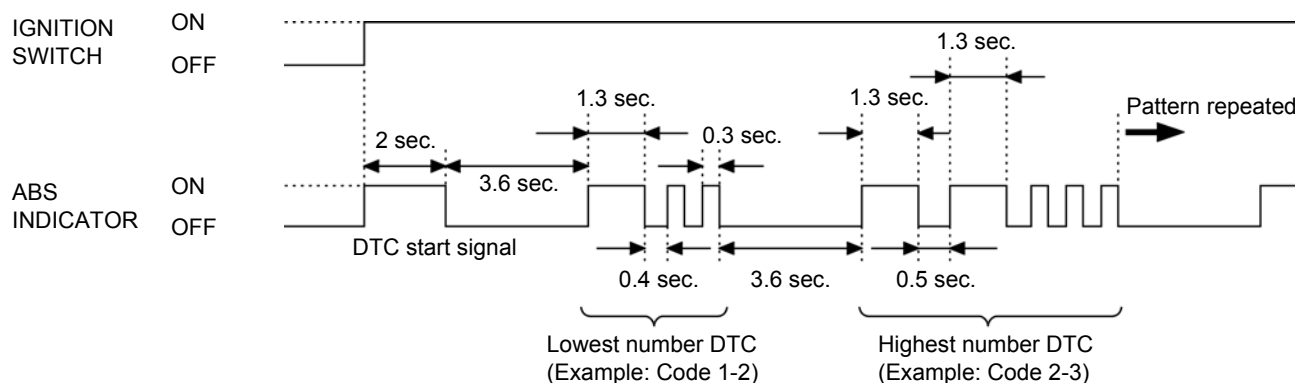 IGNITION
SWITCH
ON
OFF
1.3 sec.
1.3 sec.
1.3 sec.
Pattern repeated
2 sec.
0.3 sec.
3.6 sec.
ABS
INDICATOR
ON
OFF
DTC start signal
0.4 sec.
3.6 sec.
0.5 sec.
Lowest number DTC
(Example: Code 1-2)
Highest number DTC
(Example: Code 2-3)